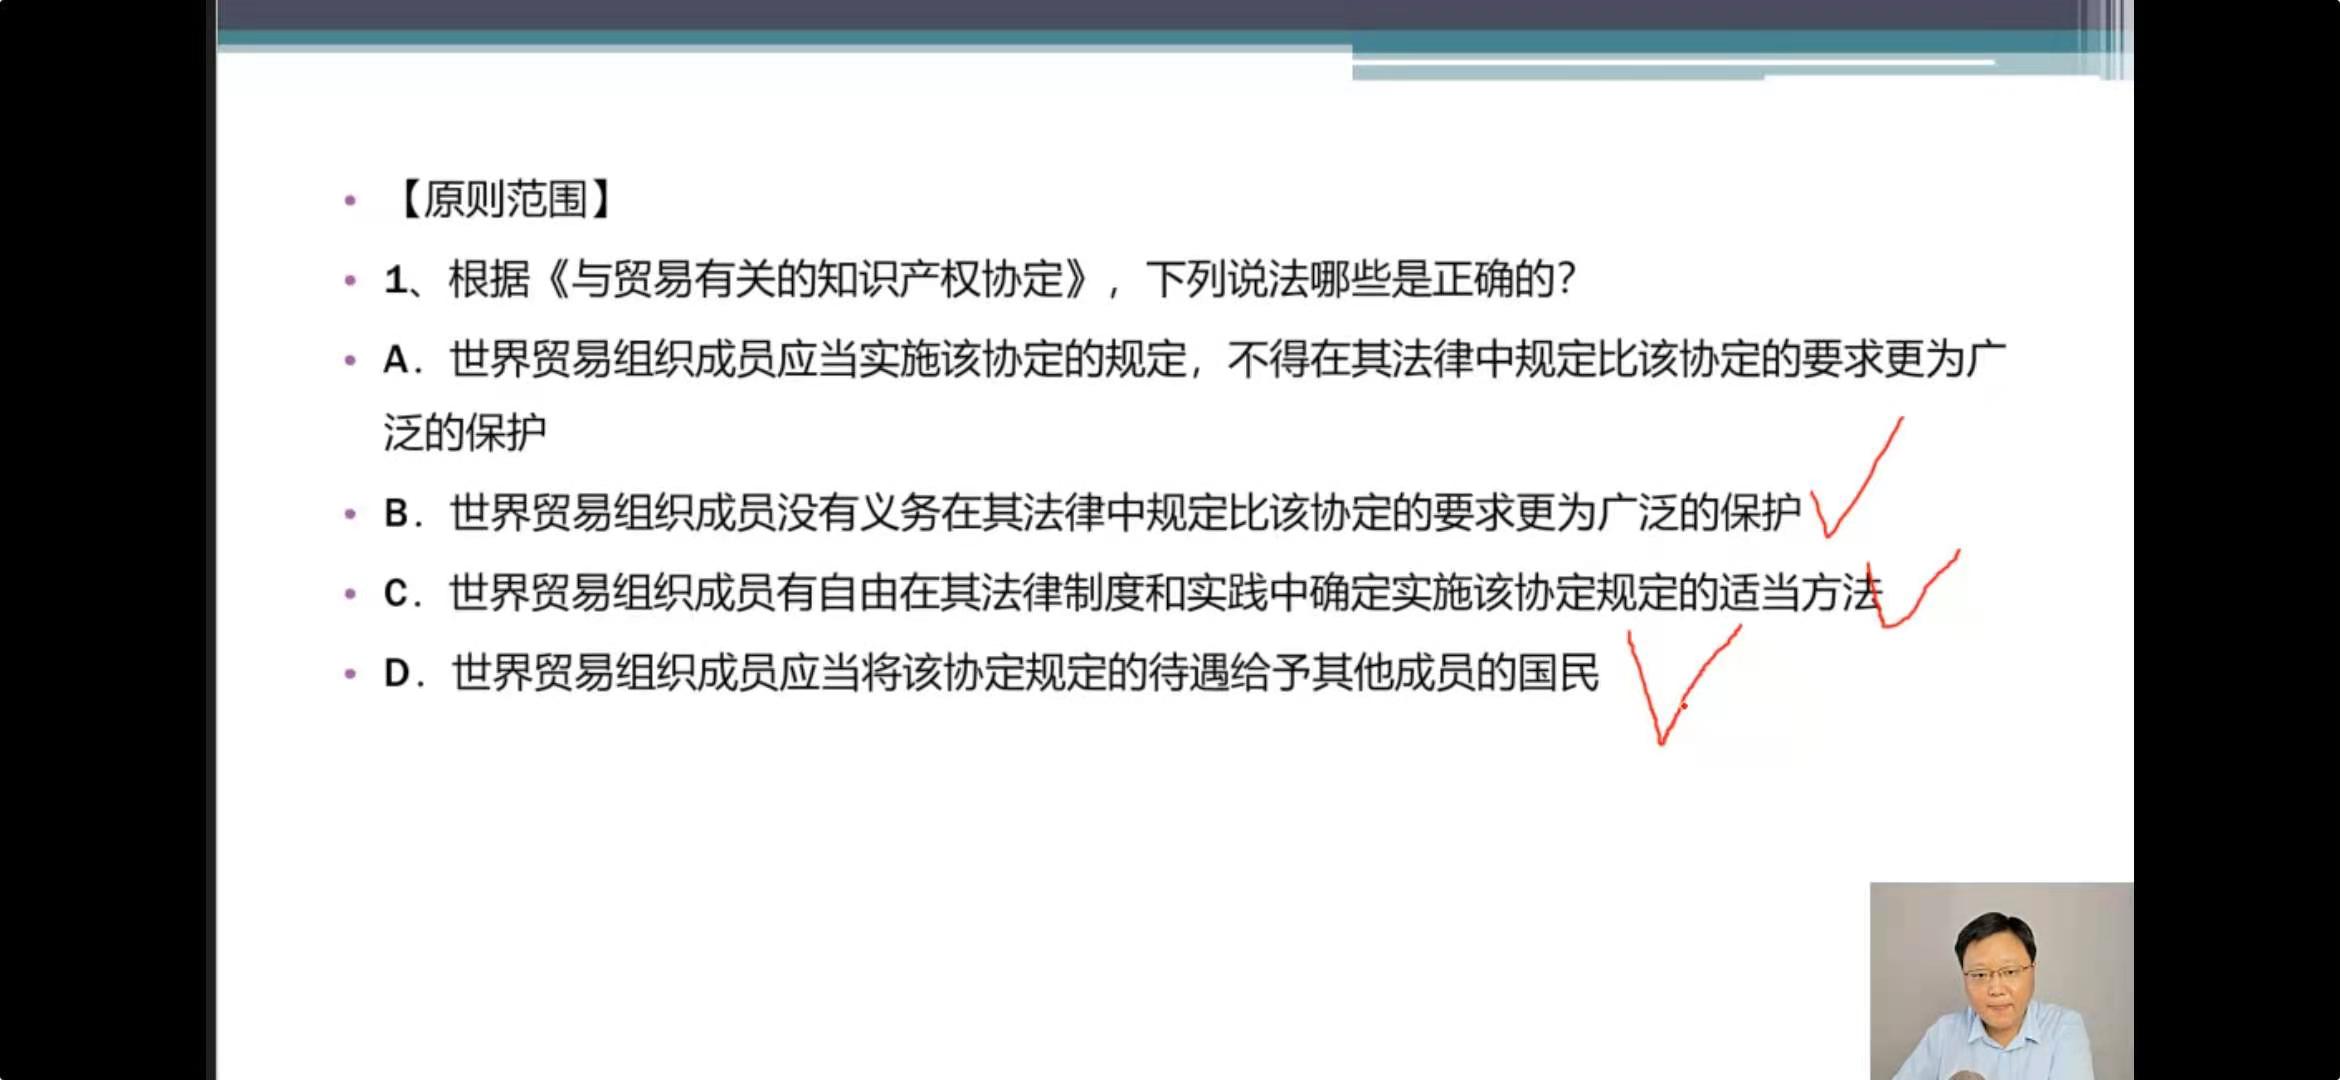 【原则范围】
1、根据《与贸易有关的知识产权协定》，下列说法哪些是正确的？
A．世界贸易组织成员应当实施该协定的规定，不得在其法律中规定比该协定的要求更为广
泛的保护
B．世界贸易组织成员没有义务在其法律中规定比该协定的要求更为广泛的保护
C．世界贸易组织成员有自由在其法律制度和实践中确定实施该协定规定的适当方法
D．世界贸易组织成员应当将该协定规定的待遇给予其他成员的国民